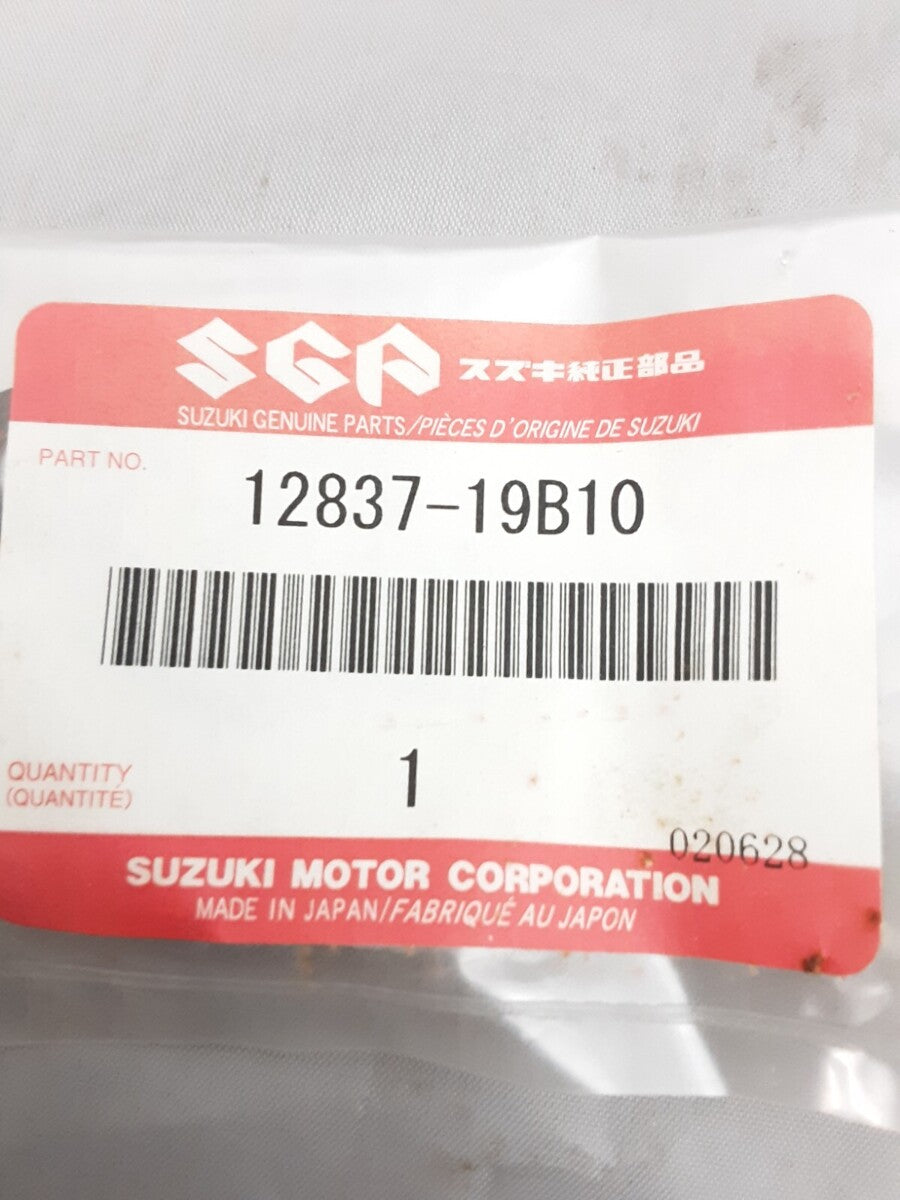 SGP スズキ純正部品
SUZUKI GENUINE PARTS/PIÈCES D'ORIGINE DE SUZUKI
PART NO. 12837-19B10
QUANTITY 1
(QUANTITÉ)
020628
SUZUKI MOTOR CORPORATION
MADE IN JAPAN/FABRIQUÉ AU JAPON